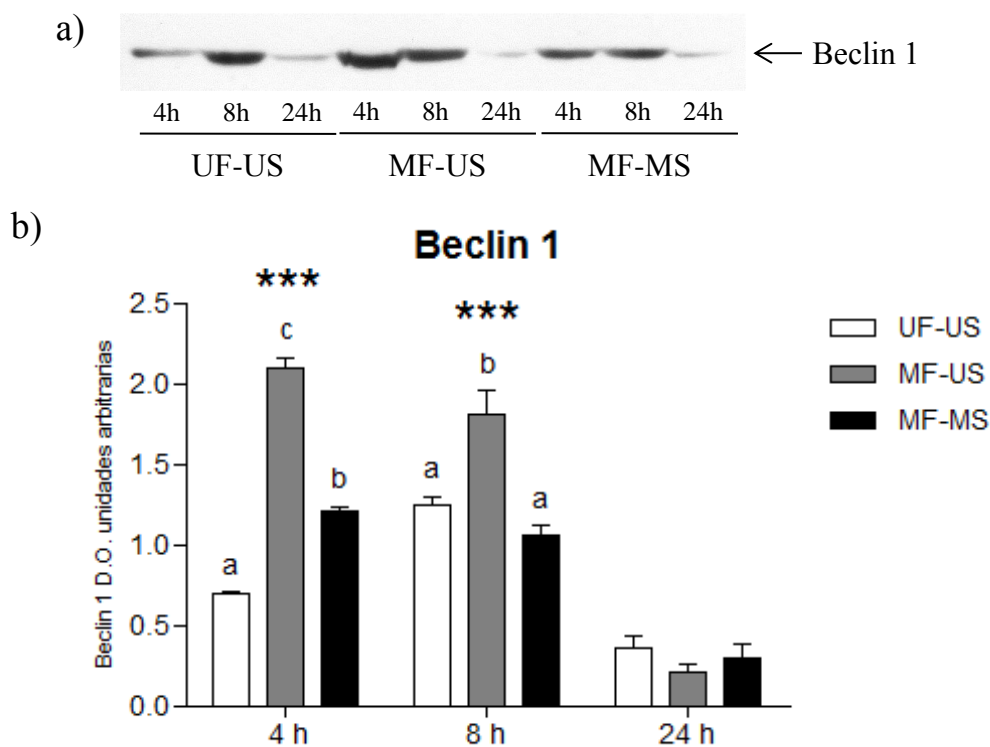 a)
← Beclin 1
4h 8h 24h 4h 8h 24h 4h 8h 24h
UF-US MF-US MF-MS
b)
Beclin 1
*** ***
2.5
2.0
1.5
1.0
0.5
0.0
Beclin 1 D.O. unidades arbitrarias
a c b
a b a
4 h 8 h 24 h
UF-US
MF-US
MF-MS